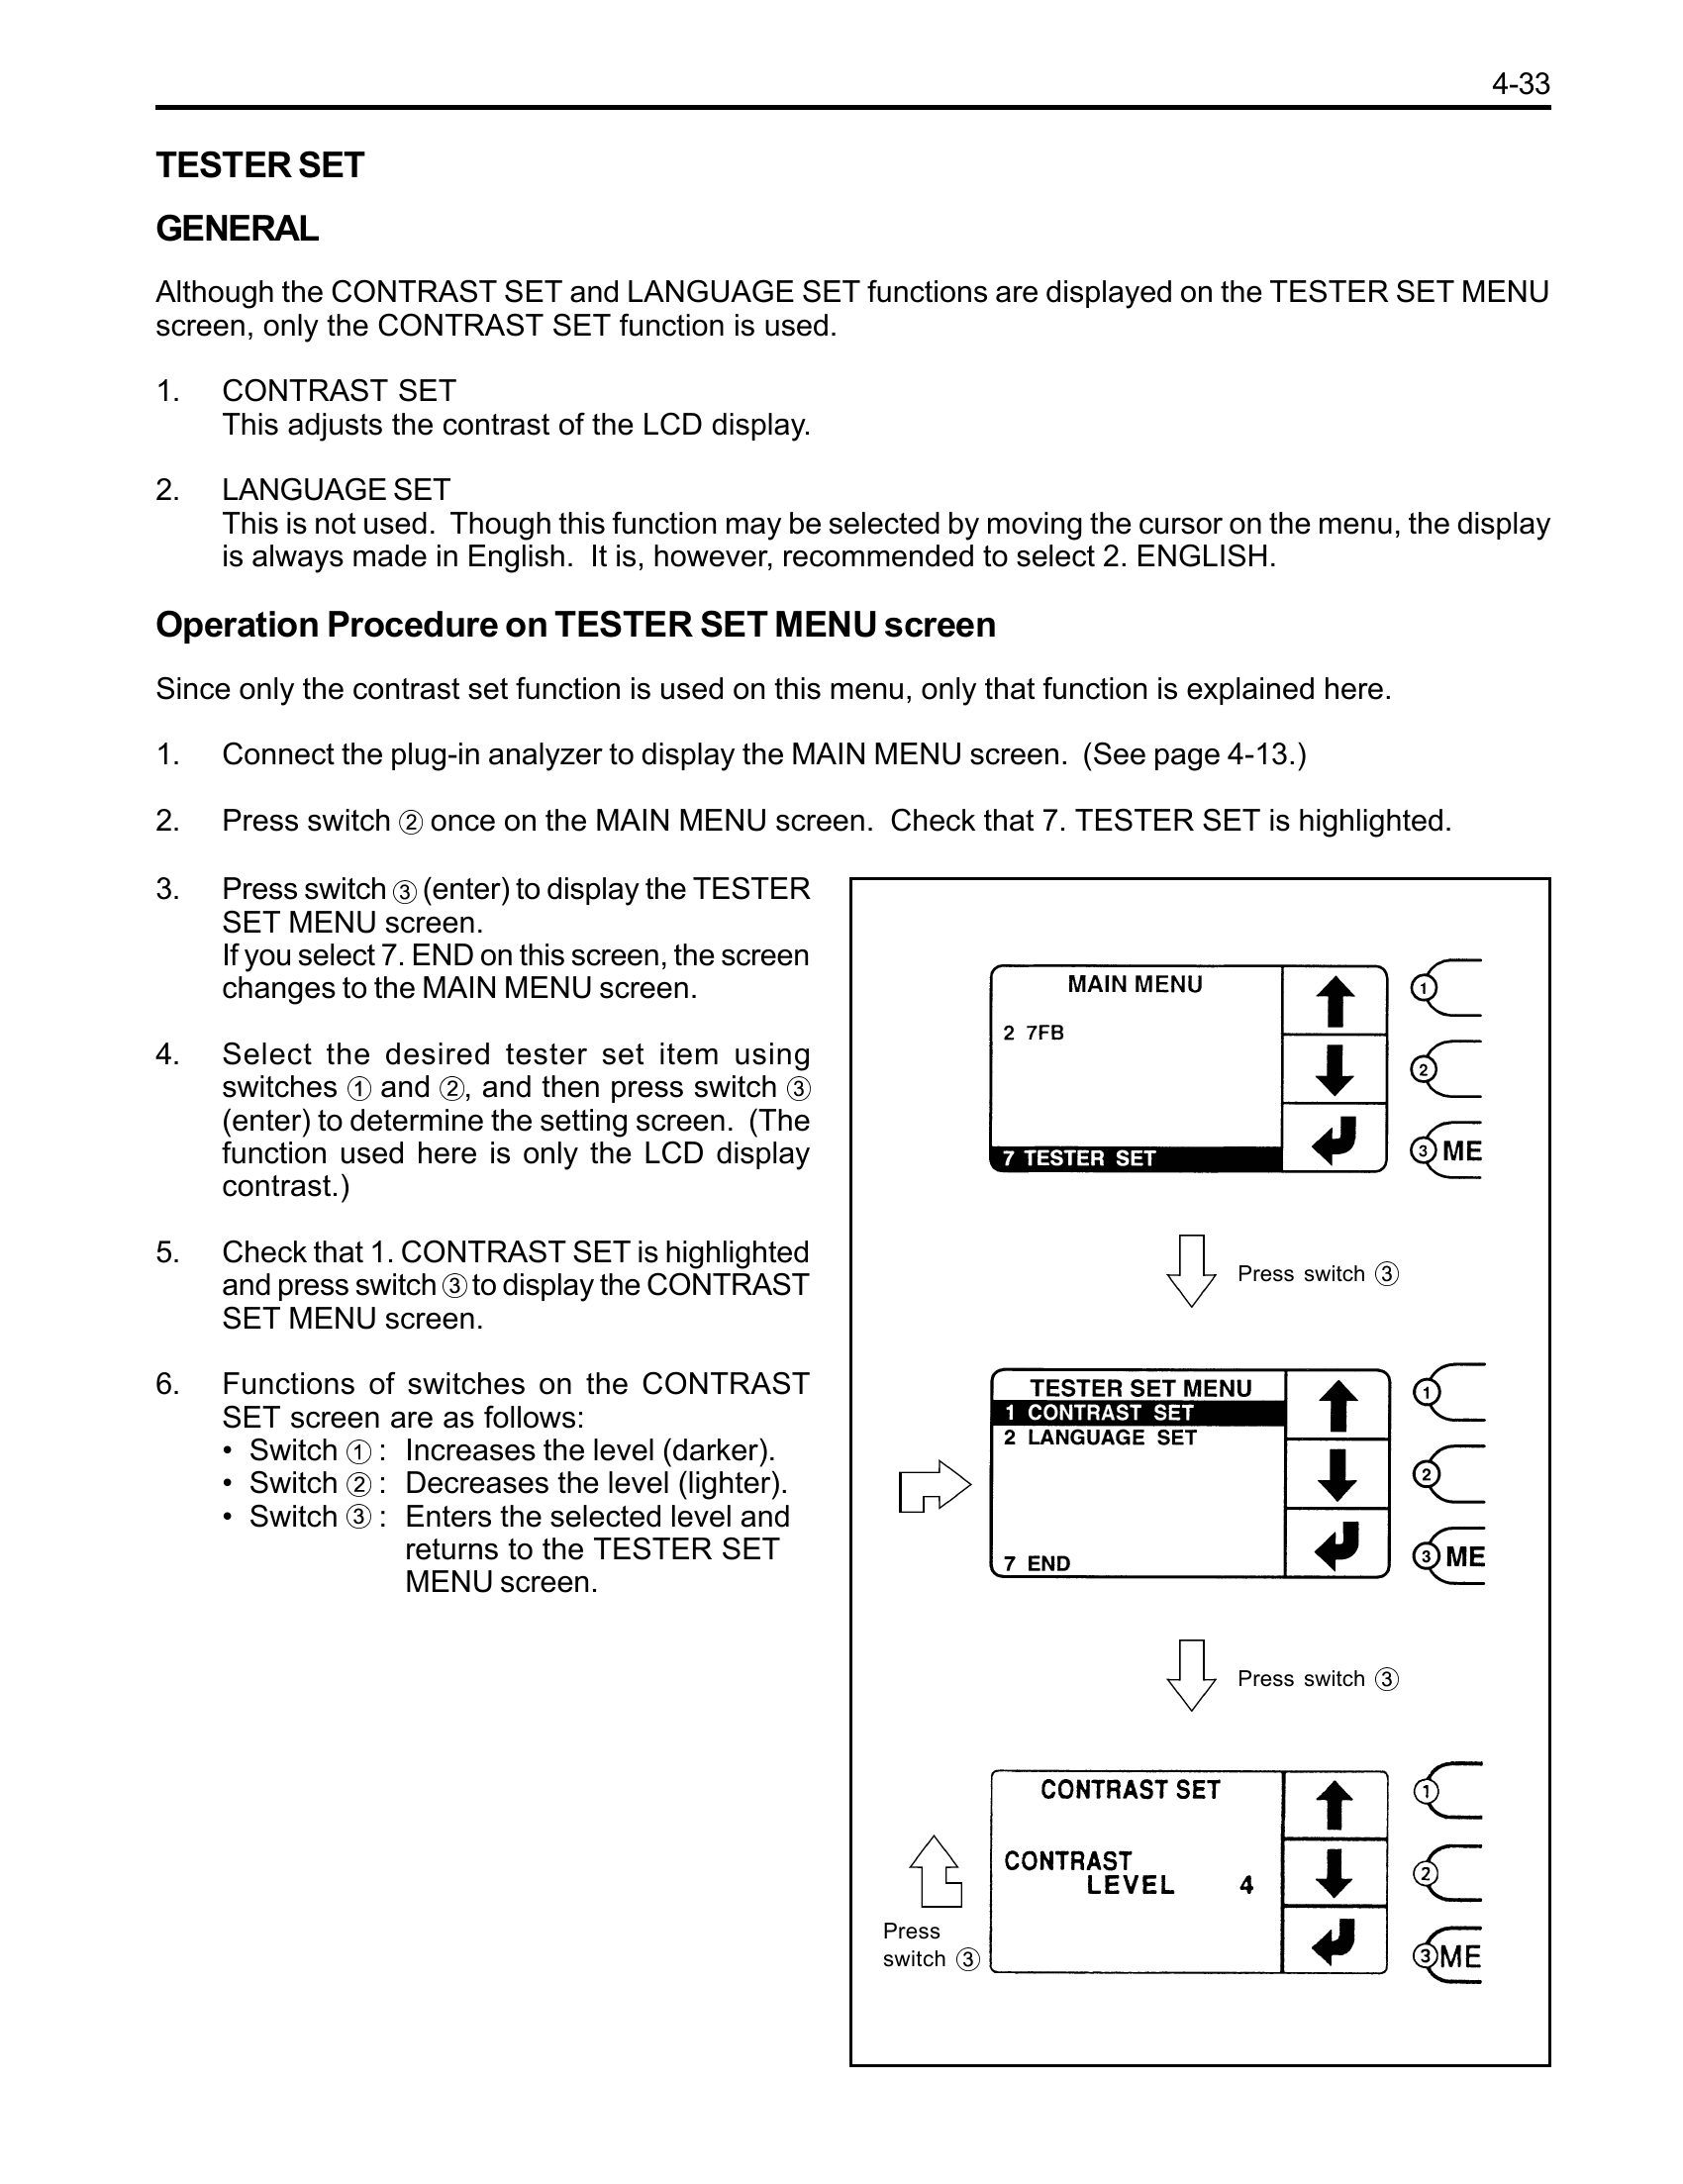 4-33
TESTER SET
GENERAL
Although the CONTRAST SET and LANGUAGE SET functions are displayed on the TESTER SET MENU
screen, only the CONTRAST SET function is used.
1. CONTRAST SET
This adjusts the contrast of the LCD display.
2. LANGUAGE SET
This is not used. Though this function may be selected by moving the cursor on the menu, the display
is always made in English. It is, however, recommended to select 2. ENGLISH.
Operation Procedure on TESTER SET MENU screen
Since only the contrast set function is used on this menu, only that function is explained here.
1. Connect the plug-in analyzer to display the MAIN MENU screen. (See page 4-13.)
2. Press switch ② once on the MAIN MENU screen. Check that 7. TESTER SET is highlighted.
3. Press switch ③ (enter) to display the TESTER
SET MENU screen.
If you select 7. END on this screen, the screen
changes to the MAIN MENU screen.
4. Select the desired tester set item using
switches ① and ②, and then press switch ③
(enter) to determine the setting screen. (The
function used here is only the LCD display
contrast.)
5. Check that 1. CONTRAST SET is highlighted
and press switch ③ to display the CONTRAST
SET MENU screen.
6. Functions of switches on the CONTRAST
SET screen are as follows:
• Switch ① : Increases the level (darker).
• Switch ② : Decreases the level (lighter).
• Switch ③ : Enters the selected level and
returns to the TESTER SET
MENU screen.
MAIN MENU
2 7FB
7 TESTER SET
①
②
③ ME
Press switch ③
TESTER SET MENU
1 CONTRAST SET
2 LANGUAGE SET
7 END
①
②
③ ME
Press switch ③
CONTRAST SET
CONTRAST
LEVEL 4
①
②
③ ME
Press
switch ③